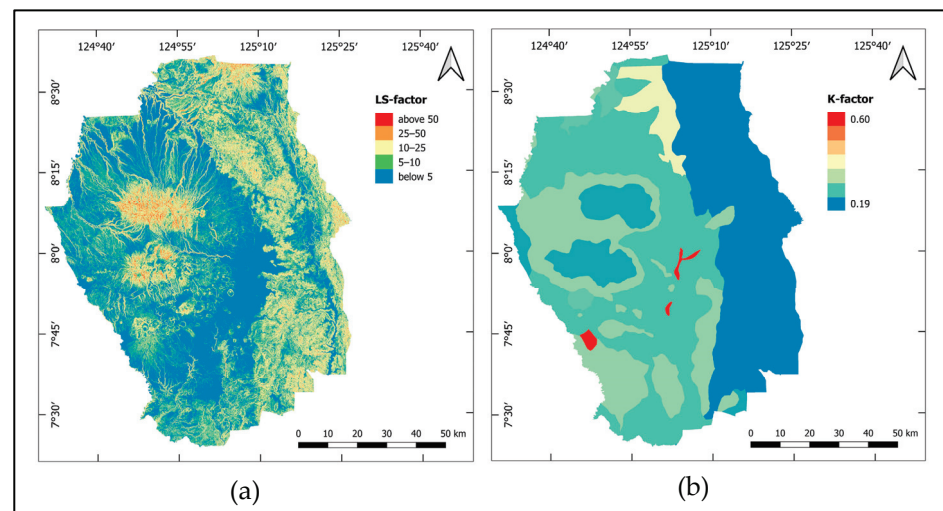 124°40′ 124°55′ 125°10′ 125°25′ 125°40′
8°30′
8°15′
8°0′
7°45′
7°30′
LS-factor
above 50
25–50
10–25
5–10
below 5
0 10 20 30 40 50 km
(a)
124°40′ 124°55′ 125°10′ 125°25′ 125°40′
8°30′
8°15′
8°0′
7°45′
7°30′
K-factor
0.60
0.19
0 10 20 30 40 50 km
(b)